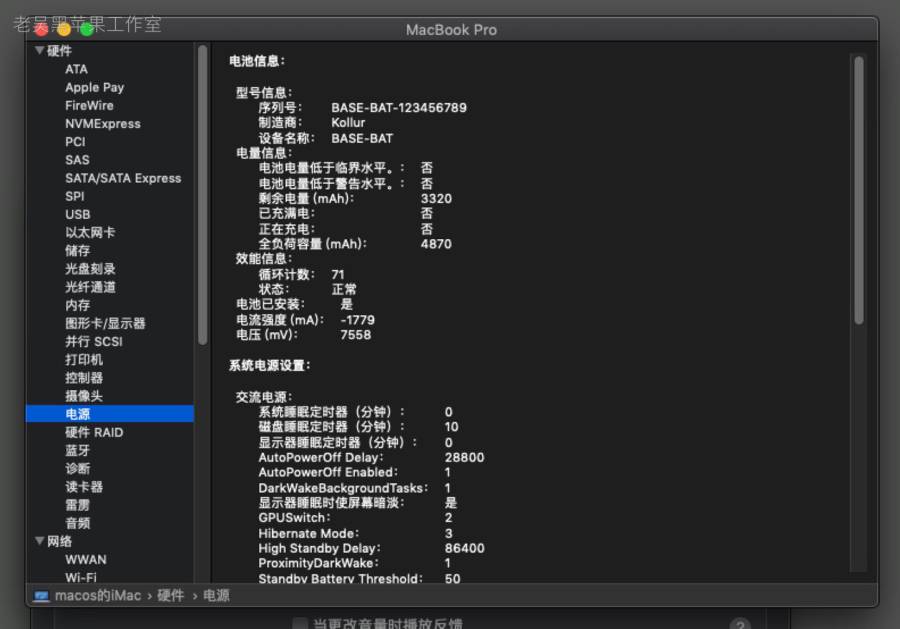 老吴黑苹果工作室
MacBook Pro
硬件
ATA
Apple Pay
FireWire
NVMExpress
PCI
SAS
SATA/SATA Express
SPI
USB
以太网卡
储存
光盘刻录
光纤通道
内存
图形卡/显示器
并行 SCSI
打印机
控制器
摄像头
电源
硬件 RAID
蓝牙
诊断
读卡器
雷雳
音频
网络
WWAN
Wi-Fi
电池信息:
型号信息:
序列号: BASE-BAT-123456789
制造商: Kollur
设备名称: BASE-BAT
电量信息:
电池电量低于临界水平。: 否
电池电量低于警告水平。: 否
剩余电量 (mAh): 3320
已充满电: 否
正在充电: 否
全负荷容量 (mAh): 4870
效能信息:
循环计数: 71
状态: 正常
电池已安装: 是
电流强度 (mA): -1779
电压 (mV): 7558
系统电源设置:
交流电源:
系统睡眠定时器（分钟）: 0
磁盘睡眠定时器（分钟）: 10
显示器睡眠定时器（分钟）: 0
AutoPowerOff Delay: 28800
AutoPowerOff Enabled: 1
DarkWakeBackgroundTasks: 1
显示器睡眠时使屏幕暗淡: 是
GPUSwitch: 2
Hibernate Mode: 3
High Standby Delay: 86400
ProximityDarkWake: 1
Standby Battery Threshold: 50
macos的iMac › 硬件 › 电源
当更改音量时播放反馈
?